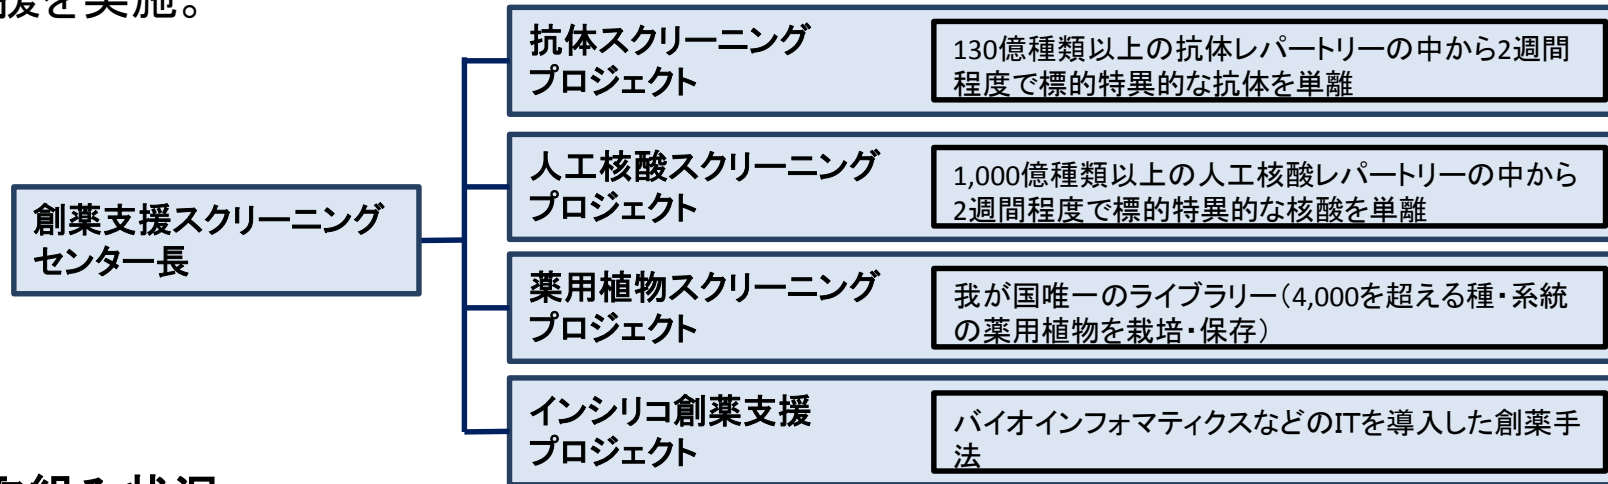 援を実施。
抗体スクリーニング
プロジェクト
130億種類以上の抗体レパートリーの中から2週間
程度で標的特異的な抗体を単離
人工核酸スクリーニング
プロジェクト
1,000億種類以上の人工核酸レパートリーの中から
2週間程度で標的特異的な核酸を単離
創薬支援スクリーニング
センター長
薬用植物スクリーニング
プロジェクト
我が国唯一のライブラリー(4,000を超える種・系統
の薬用植物を栽培・保存)
インシリコ創薬支援
プロジェクト
バイオインフォマティクスなどのITを導入した創薬手
法
取組み状況